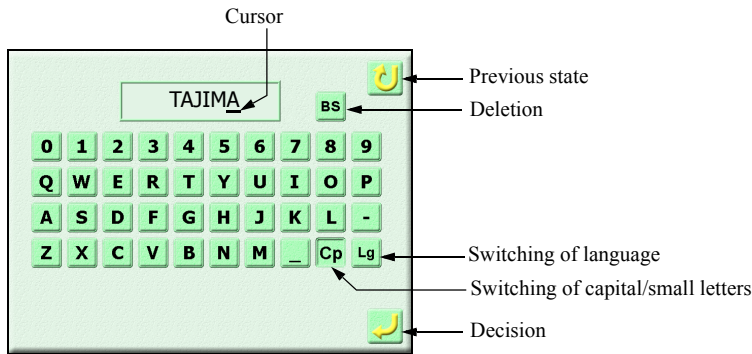 Cursor
Previous state
TAJIMA
BS
Deletion
0 1 2 3 4 5 6 7 8 9
Q W E R T Y U I O P
A S D F G H J K L -
Z X C V B N M _ Cp Lg
Switching of language
Switching of capital/small letters
Decision